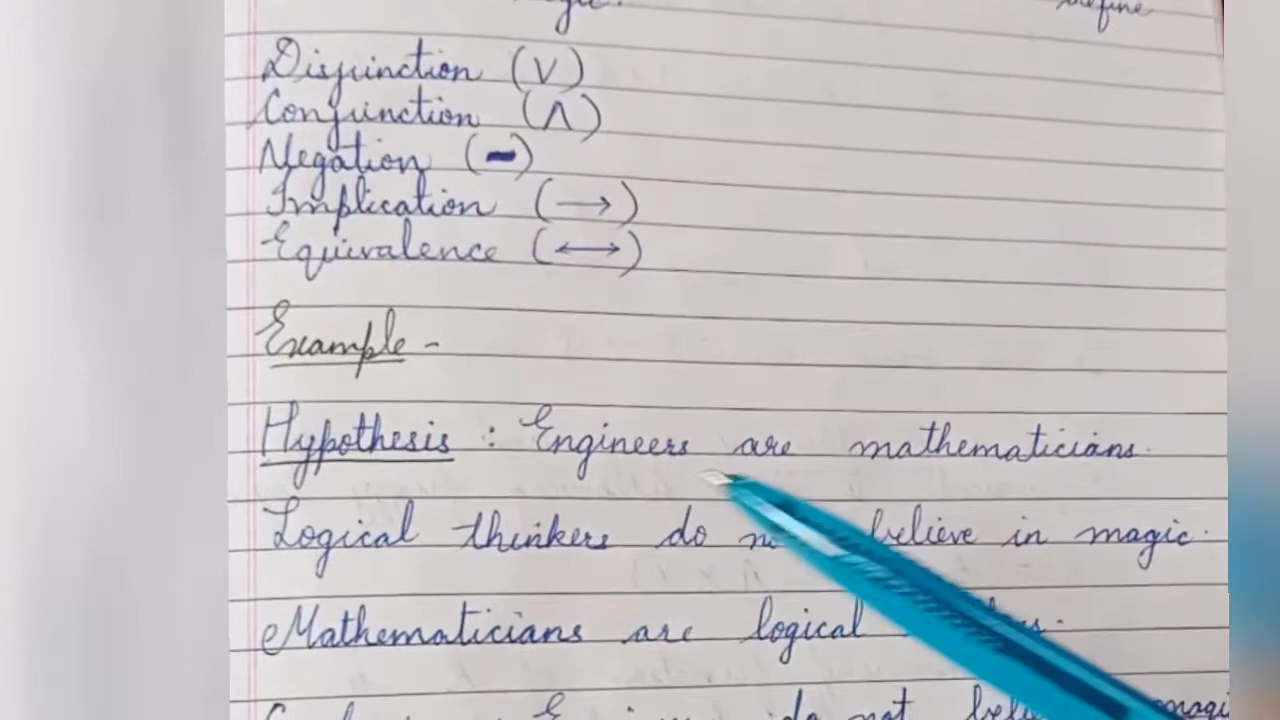 define
Disjunction (V)
Conjunction (Λ)
Negation (-)
Implication (→)
Equivalence (↔)
Example -
Hypothesis : Engineers are mathematicians.
Logical thinkers do believe in magic.
Mathematicians are logical
do not